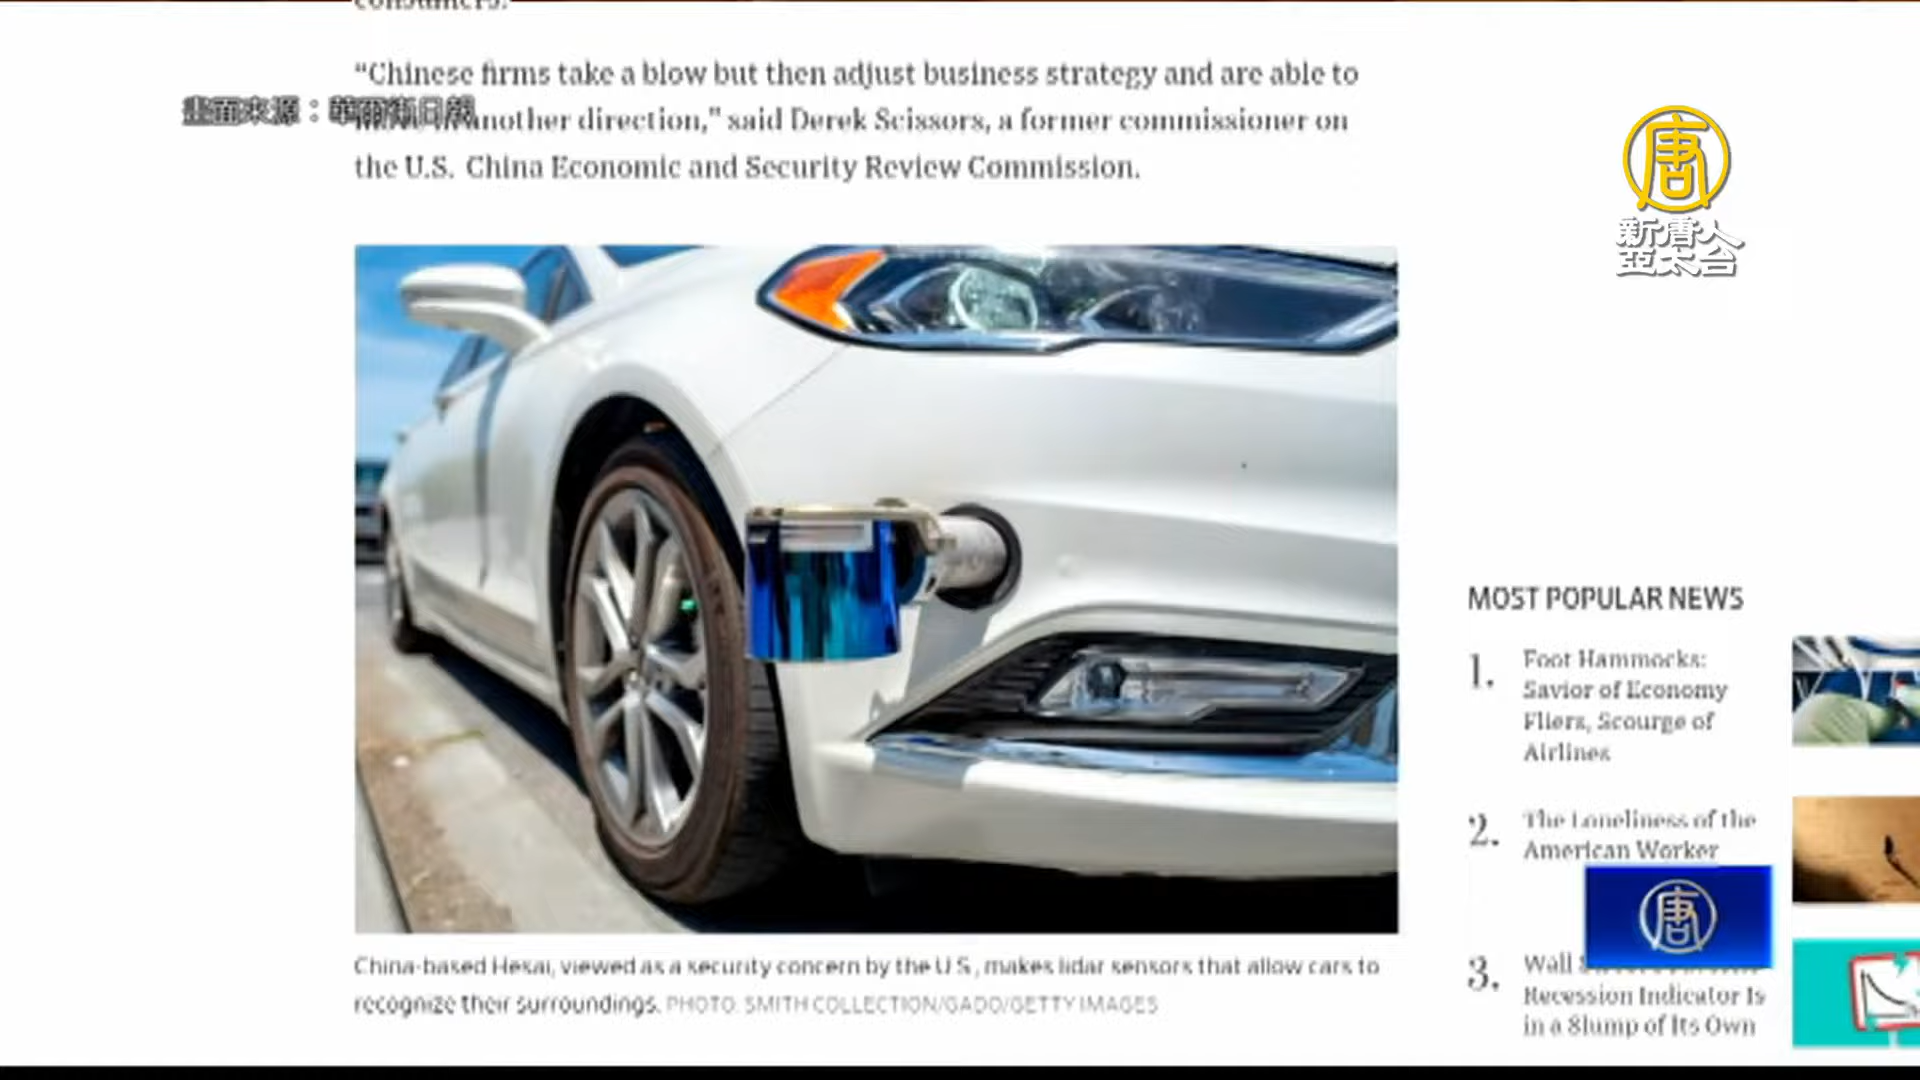 consumers.
“Chinese firms take a blow but then adjust business strategy and are able to
畫面來源：華爾街日報
another direction,” said Derek Scissors, a former commissioner on
the U.S. China Economic and Security Review Commission.
唐
新唐人
亞太台
MOST POPULAR NEWS
1. Foot Hammocks:
Savior of Economy
Fliers, Scourge of
Airlines
2. The Loneliness of the
American Worker
唐
3. Wall
Recession Indicator Is
in a Slump of Its Own
China-based Hesai, viewed as a security concern by the U.S., makes lidar sensors that allow cars to
recognize their surroundings. PHOTO: SMITH COLLECTION/GADO/GETTY IMAGES